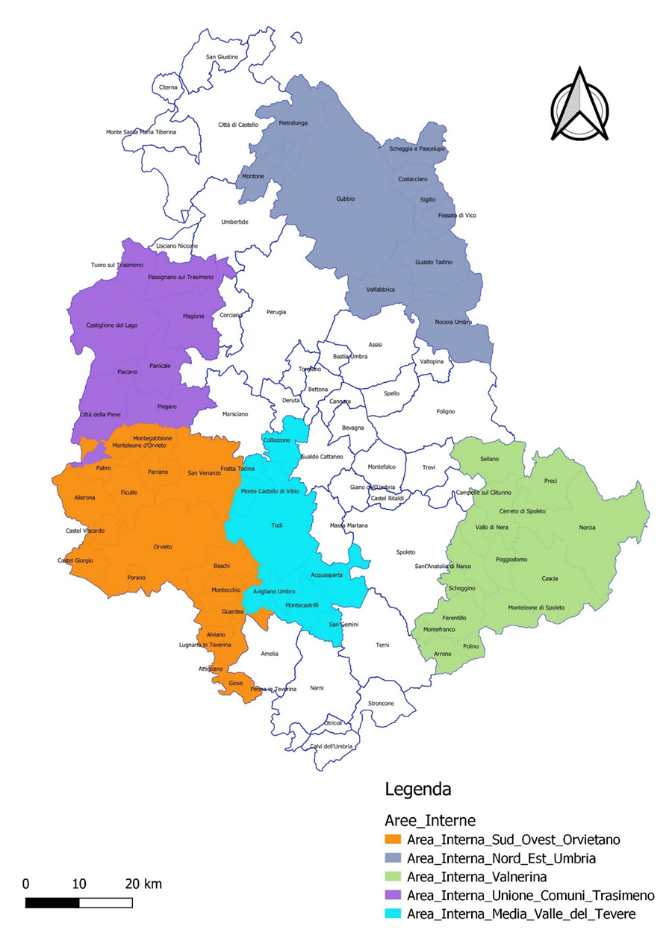 San Giustino
Citerna
Città di Castello
Pietralunga
Monte Santa Maria Tiberina
Scheggia e Pascelupo
Montone
Costacciaro
Gubbio
Sigillo
Fossato di Vico
Umbertide
Lisciano Niccone
Tuoro sul Trasimeno
Gualdo Tadino
Passignano sul Trasimeno
Valfabbrica
Corciano
Perugia
Magione
Castiglione del Lago
Nocera Umbra
Assisi
Bastia Umbra
Valtopina
Panicale
Paciano
Torgiano
Bettona
Spello
Deruta
Cannara
Piegaro
Città della Pieve
Marsciano
Foligno
Bevagna
Montegabbione
Monteleone d'Orvieto
Collazzone
Gualdo Cattaneo
Sellano
Fabro
Parrano
San Venanzo
Fratta Todina
Montefalco
Trevi
Preci
Ficulle
Monte Castello di Vibio
Giano dell'Umbria
Castel Ritaldi
Campello sul Clitunno
Allerona
Cerreto di Spoleto
Castel Viscardo
Todi
Massa Martana
Vallo di Nera
Norcia
Orvieto
Spoleto
Castel Giorgio
Baschi
Sant'Anatolia di Narco
Poggiodomo
Porano
Acquasparta
Cascia
Montecchio
Avigliano Umbro
Scheggino
Guardea
Montecastrilli
Monteleone di Spoleto
Alviano
San Gemini
Ferentillo
Montefranco
Lugnano in Teverina
Amelia
Terni
Polino
Arrone
Attigliano
Giove
Penna in Teverina
Narni
Stroncone
Otricoli
Calvi dell'Umbria
Legenda
Aree_Interne
Area_Interna_Sud_Ovest_Orvietano
Area_Interna_Nord_Est_Umbria
Area_Interna_Valnerina
Area_Interna_Unione_Comuni_Trasimeno
Area_Interna_Media_Valle_del_Tevere
0 10 20 km